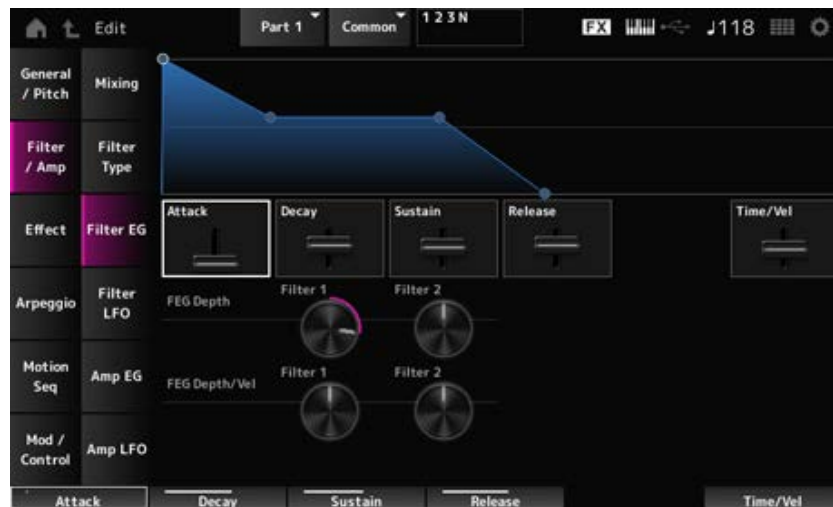 Edit
Part 1
Common
1 2 3 N
FX
♩118
General / Pitch
Mixing
Filter / Amp
Filter Type
Effect
Filter EG
Arpeggio
Filter LFO
Motion Seq
Amp EG
Mod / Control
Amp LFO
Attack
Decay
Sustain
Release
Time/Vel
FEG Depth
Filter 1
Filter 2
FEG Depth/Vel
Filter 1
Filter 2
Attack
Decay
Sustain
Release
Time/Vel